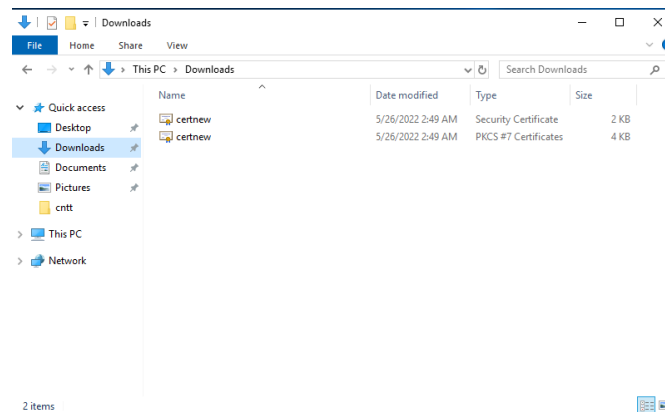 Downloads
File Home Share View
This PC > Downloads
Search Downloads
Name Date modified Type Size
Quick access
Desktop
Downloads
Documents
Pictures
cntt
This PC
Network
certnew 5/26/2022 2:49 AM Security Certificate 2 KB
certnew 5/26/2022 2:49 AM PKCS #7 Certificates 4 KB
2 items